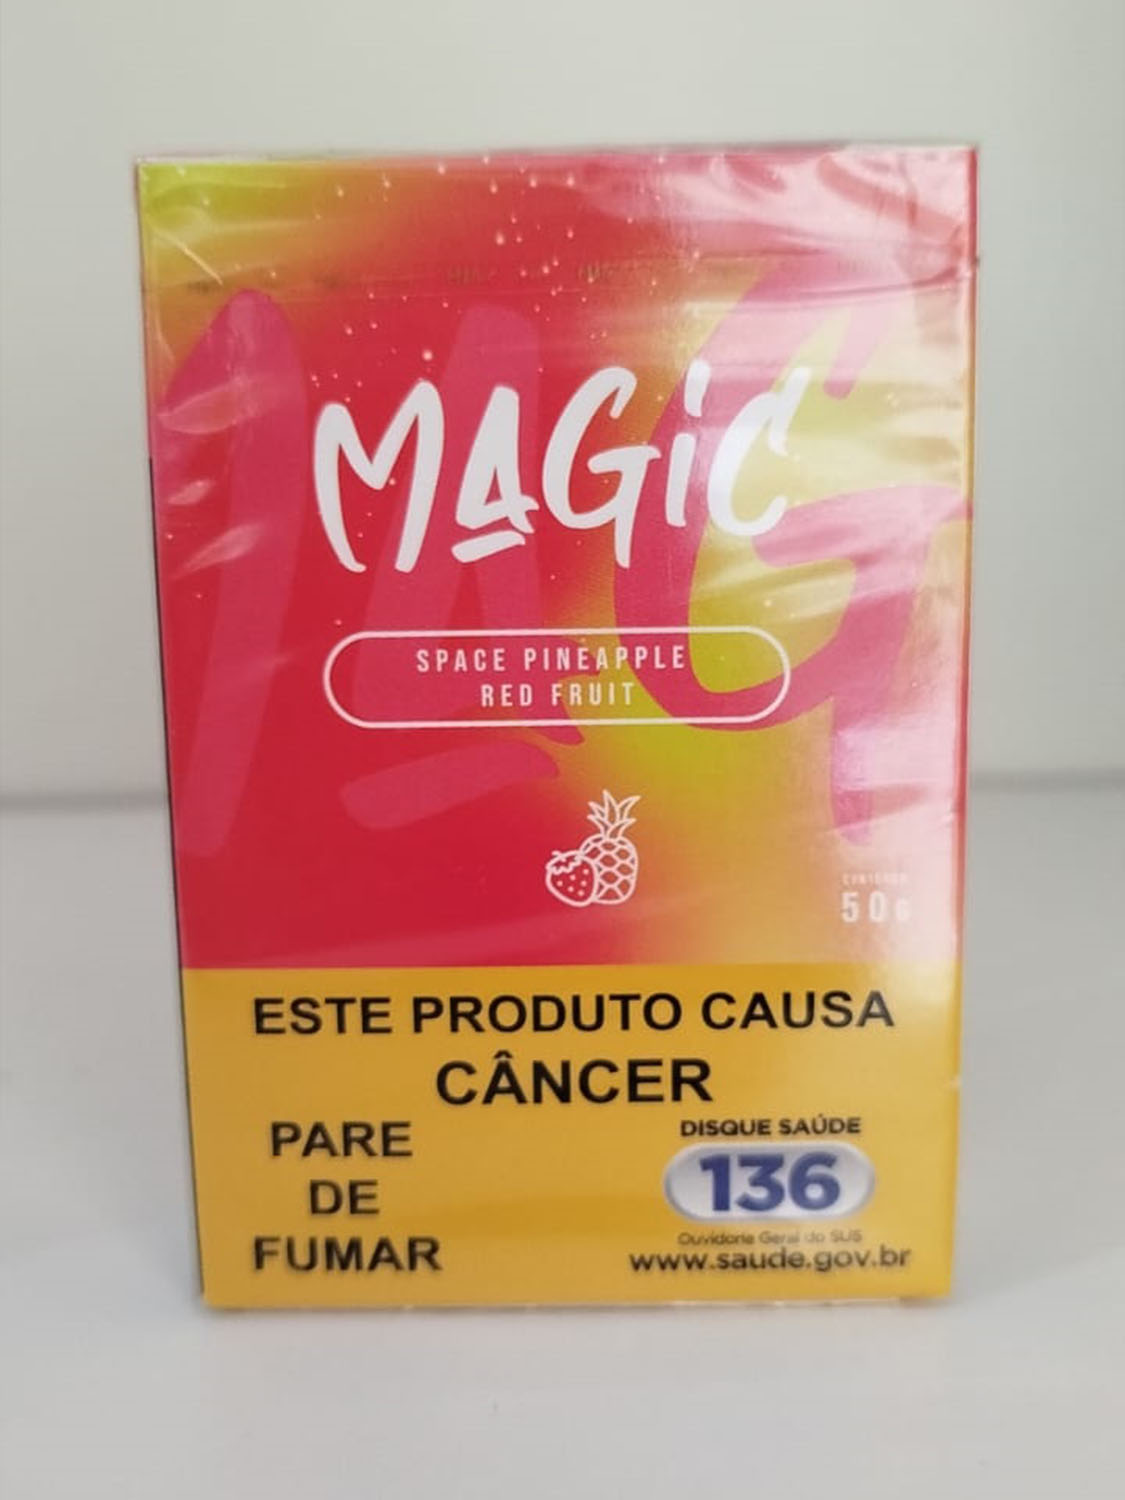 MAGiC
SPACE PINEAPPLE
RED FRUIT
CONTEÚDO
50G
ESTE PRODUTO CAUSA
CÂNCER
PARE
DE
FUMAR
DISQUE SAÚDE
136
Ouvidoria Geral do SUS
www.saude.gov.br